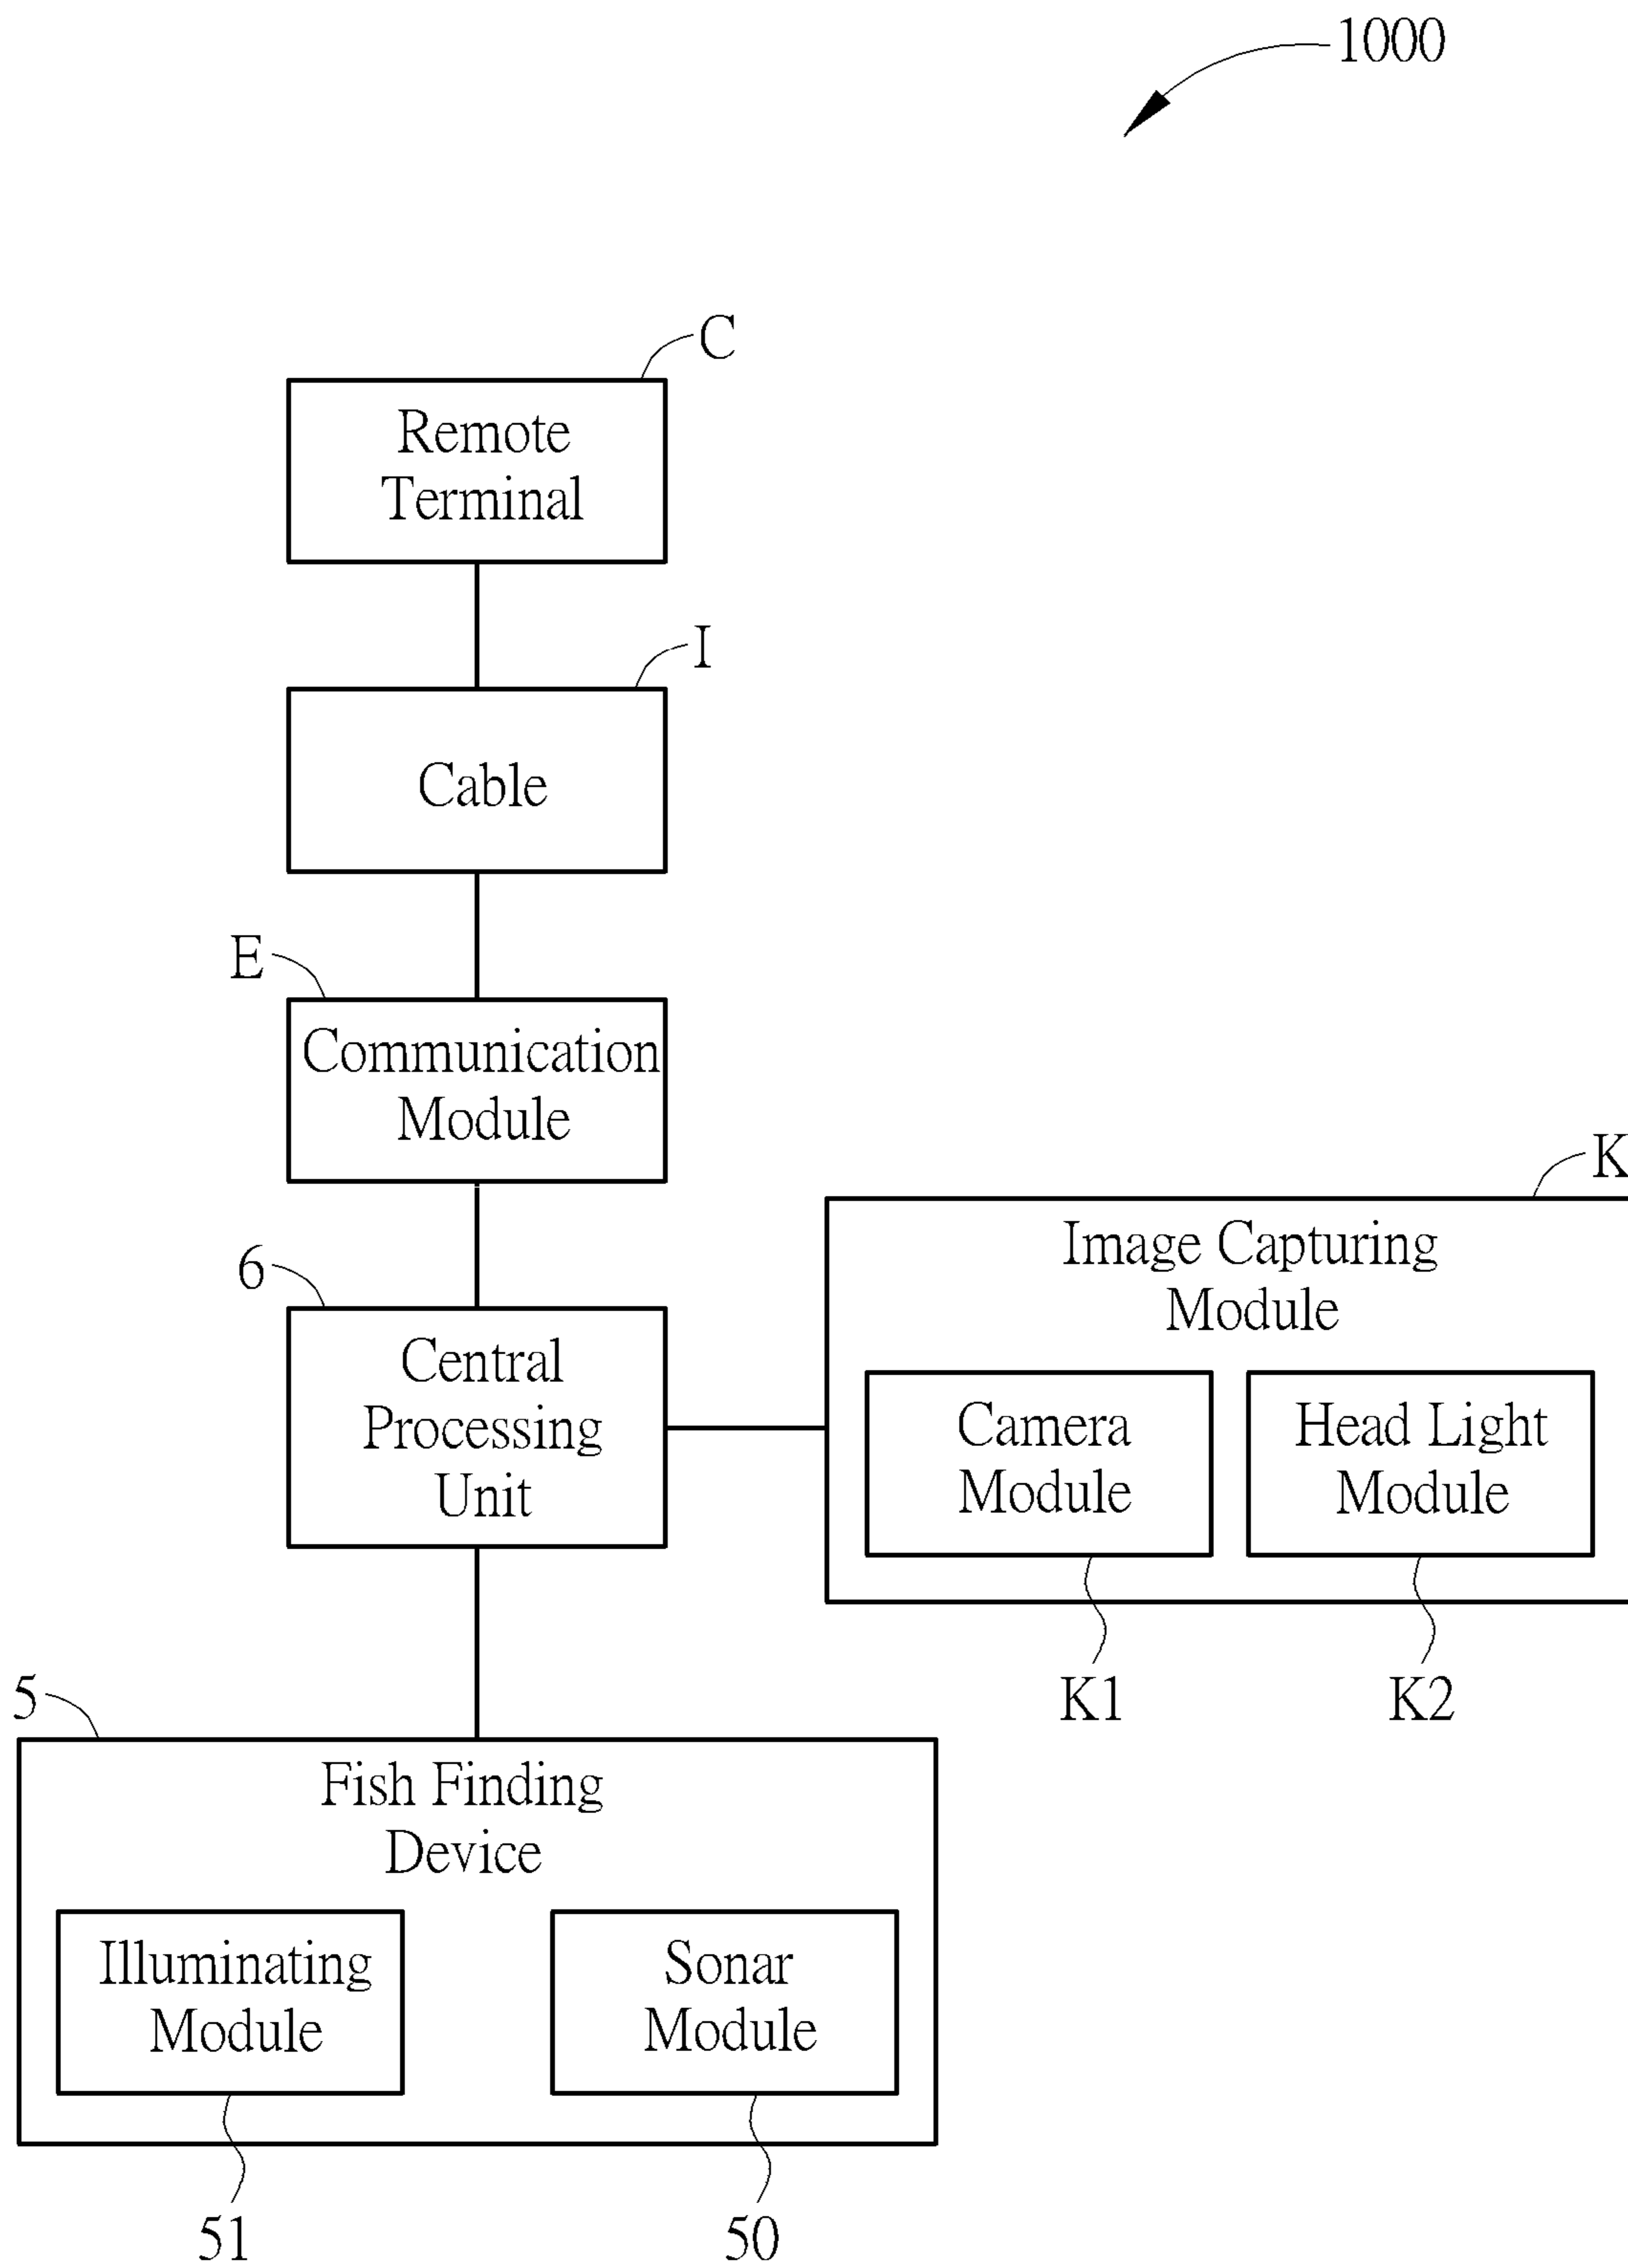 1000
C
Remote
Terminal
I
Cable
E
Communication
Module
K
Image Capturing
Module
6
Central
Processing
Unit
Camera
Module
Head Light
Module
K1
K2
5
Fish Finding
Device
Illuminating
Module
Sonar
Module
51
50